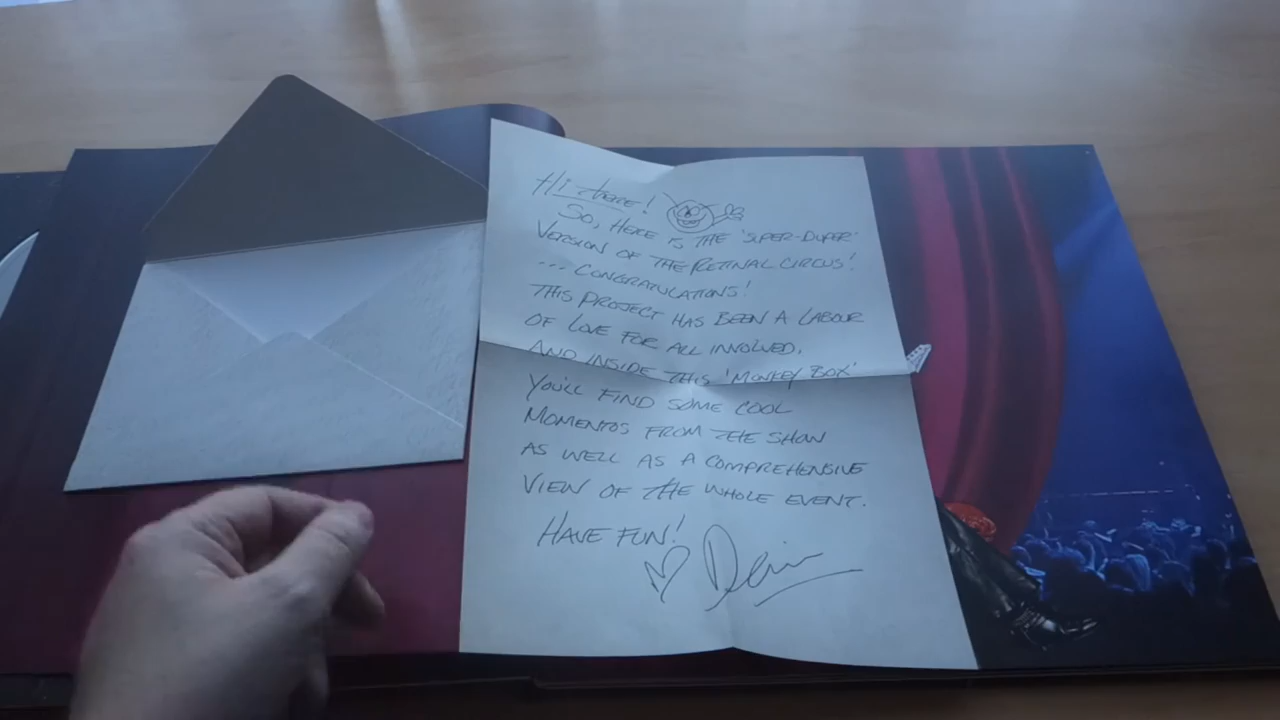 Hi there!
So, HERE IS THE 'SUPER-DUPER'
VERSION OF THE RETINAL CIRCUS!
... CONGRATULATIONS!
THIS PROJECT HAS BEEN A LABOUR
OF LOVE FOR ALL INVOLVED.
AND INSIDE THIS 'MONKEY BOX'
YOU'LL FIND SOME COOL
MOMENTOS FROM THE SHOW
AS WELL AS A COMPREHENSIVE
VIEW OF THE WHOLE EVENT.
HAVE FUN!
Devin